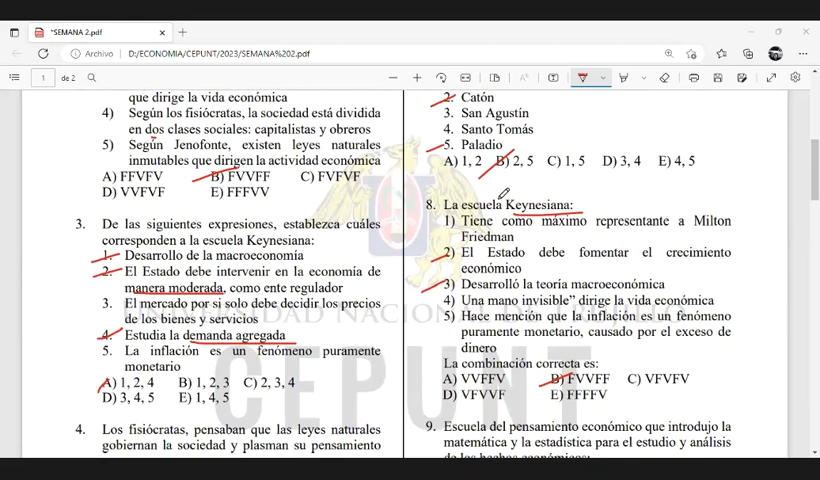 *SEMANA 2.pdf
Archivo
D:/ECONOMIA/CEPUNT/2023/SEMANA%202.pdf
1
de 2
que dirige la vida económica
4) Según los fisiócratas, la sociedad está dividida
en dos clases sociales: capitalistas y obreros
5) Según Jenofonte, existen leyes naturales
inmutables que dirigen la actividad económica
A) FFVFV B) FVVFF C) FVFVF
D) VVFVF E) FFFVV
3. De las siguientes expresiones, establezca cuáles
corresponden a la escuela Keynesiana:
1. Desarrollo de la macroeconomía
2. El Estado debe intervenir en la economía de
manera moderada, como ente regulador
3. El mercado por si solo debe decidir los precios
de los bienes y servicios
4. Estudia la demanda agregada
5. La inflación es un fenómeno puramente
monetario
A) 1, 2, 4 B) 1, 2, 3 C) 2, 3, 4
D) 3, 4, 5 E) 1, 4, 5
4. Los fisiócratas, pensaban que las leyes naturales
gobiernan la sociedad y plasman su pensamiento
2. Catón
3. San Agustín
4. Santo Tomás
5. Paladio
A) 1, 2 B) 2, 5 C) 1, 5 D) 3, 4 E) 4, 5
8. La escuela Keynesiana:
1) Tiene como máximo representante a Milton
Friedman
2) El Estado debe fomentar el crecimiento
económico
3) Desarrolló la teoría macroeconómica
4) Una mano invisible” dirige la vida económica
5) Hace mención que la inflación es un fenómeno
puramente monetario, causado por el exceso de
dinero
La combinación correcta es:
A) VVFFV B) FVVFF C) VFVFV
D) VFVVF E) FFFFV
9. Escuela del pensamiento económico que introdujo la
matemática y la estadística para el estudio y análisis
de los hechos económicos:
UNIVERSIDAD NACIONAL DE TRUJILLO
CEPUNT